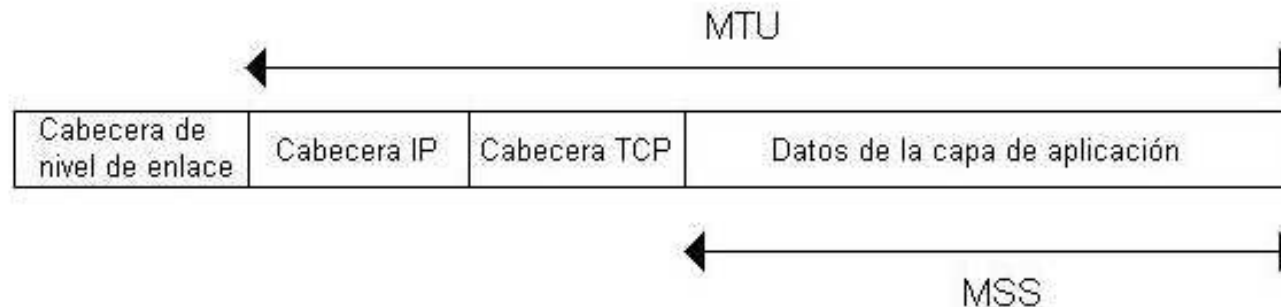 MTU
Cabecera de
nivel de enlace
Cabecera IP
Cabecera TCP
Datos de la capa de aplicación
MSS